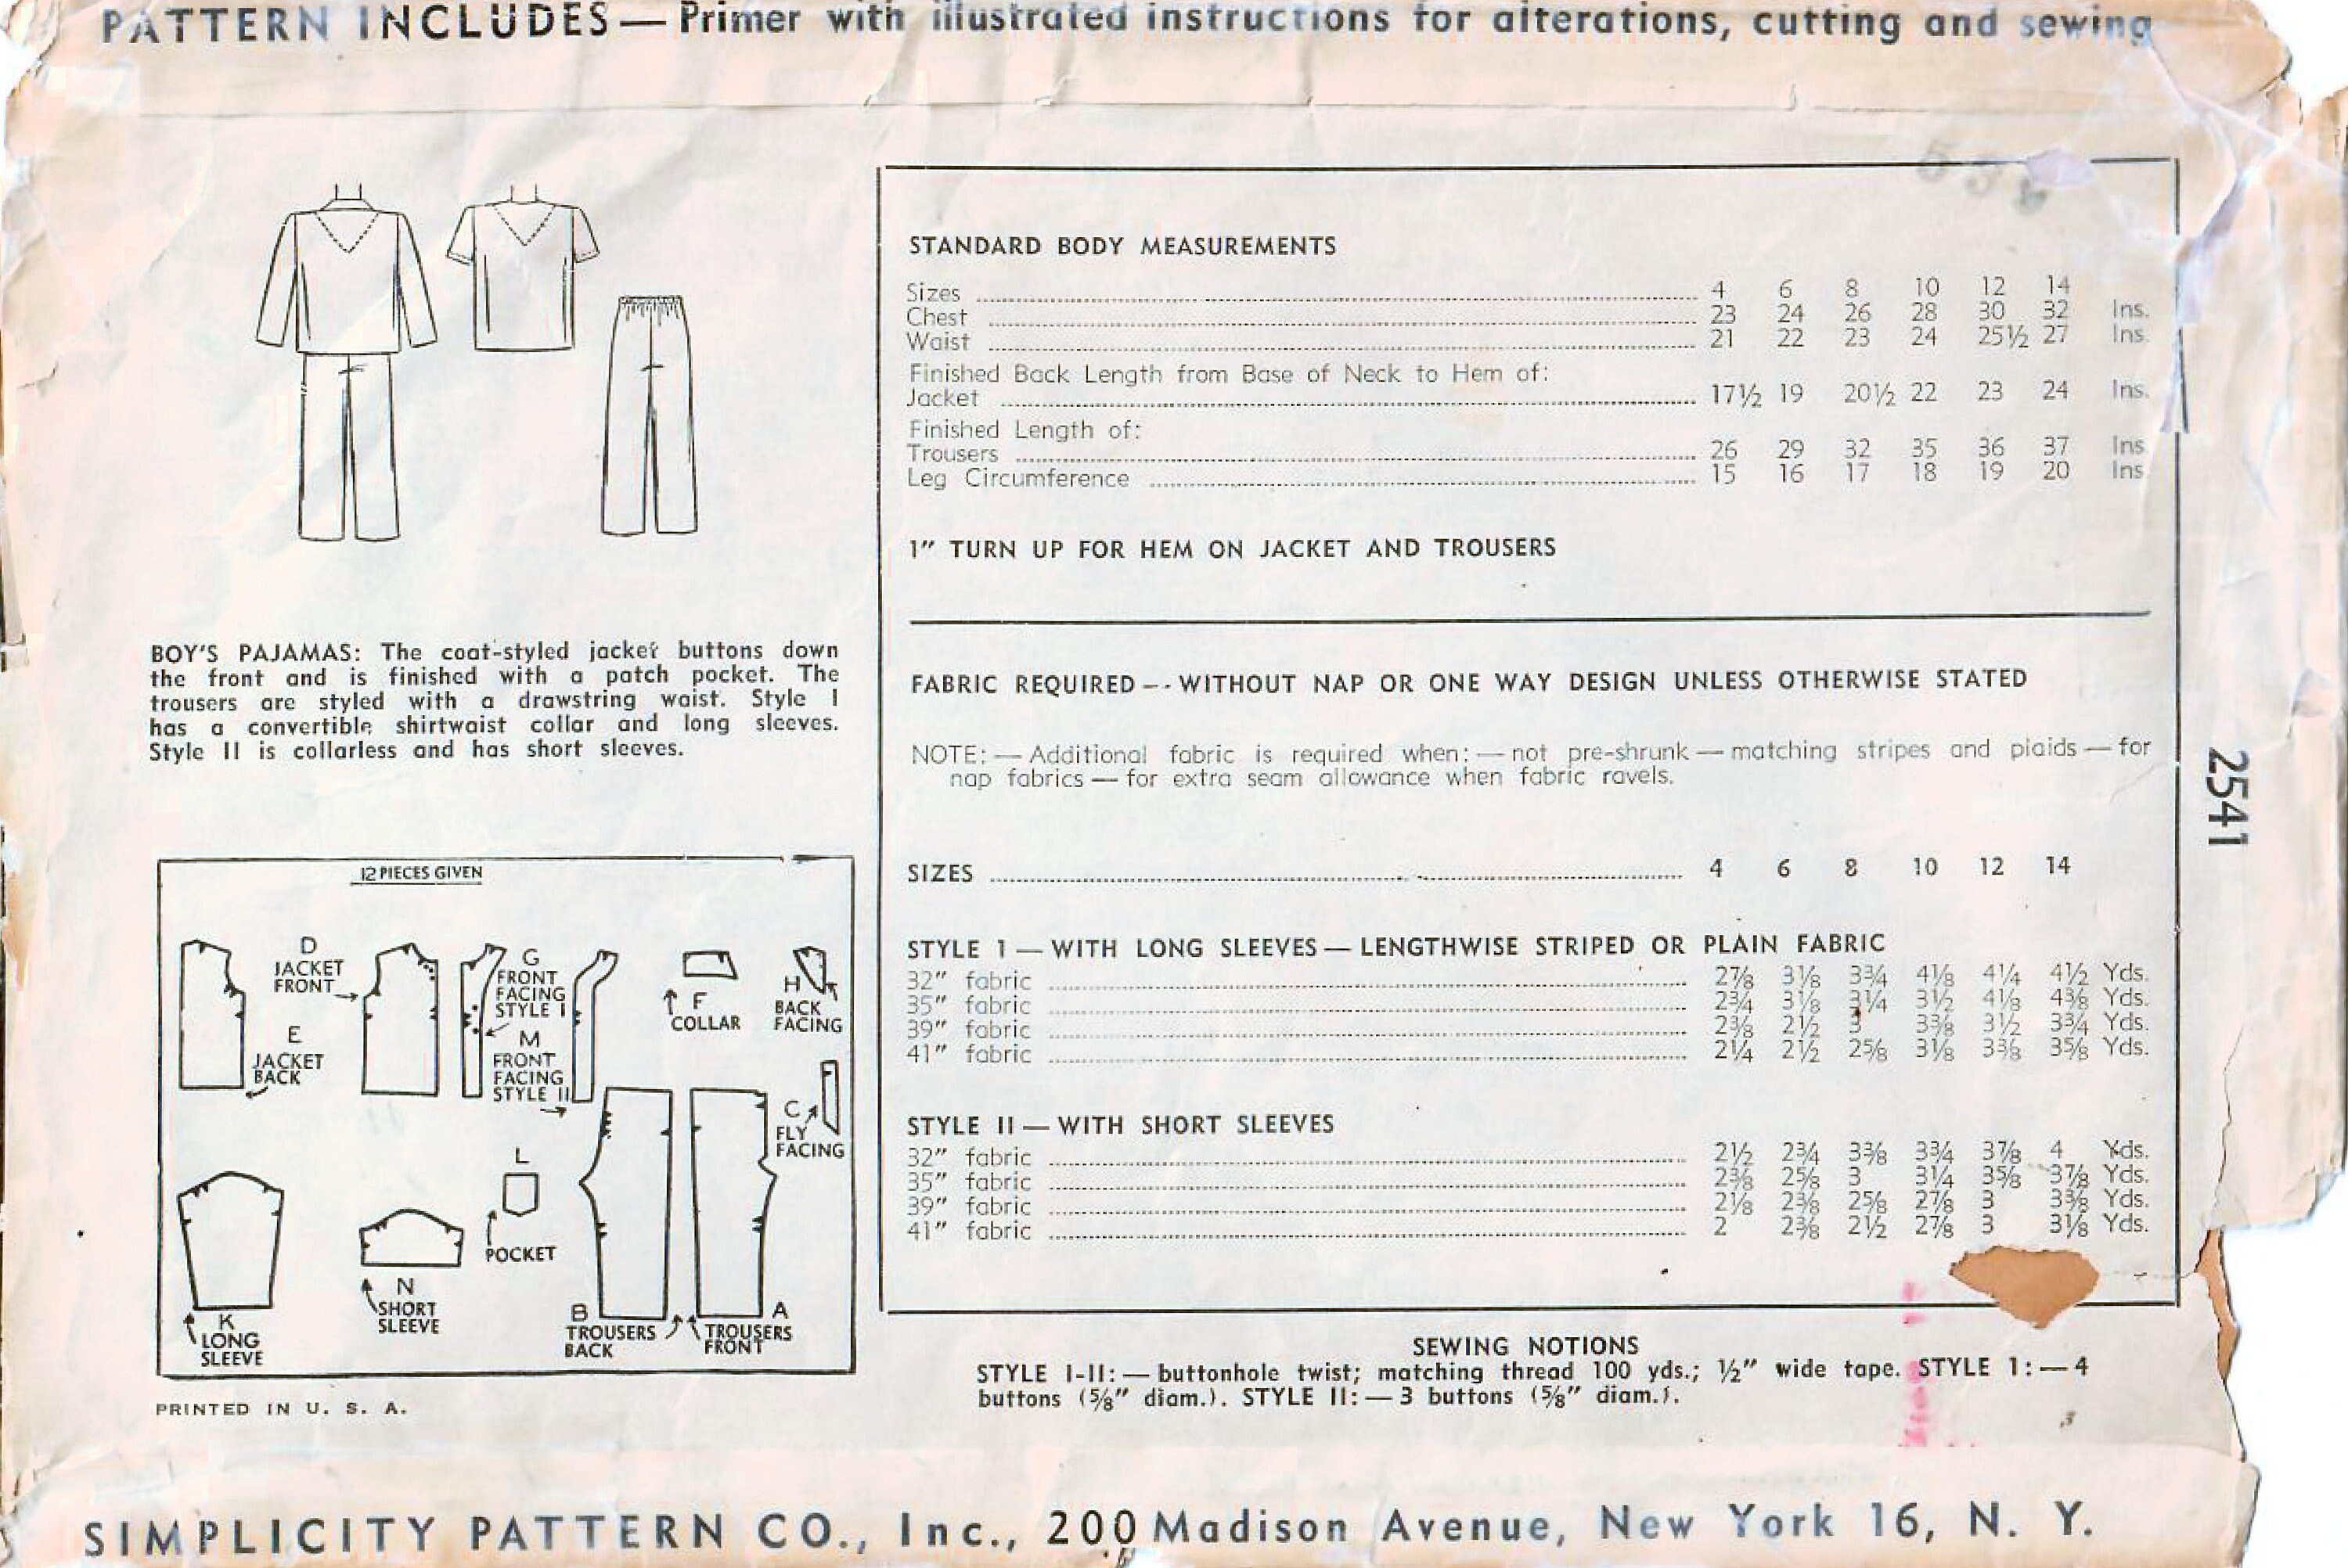 PATTERN INCLUDES — Primer with illustrated instructions for alterations, cutting and sewing
BOY'S PAJAMAS: The coat-styled jacket buttons down
the front and is finished with a patch pocket. The
trousers are styled with a drawstring waist. Style I
has a convertible shirtwaist collar and long sleeves.
Style II is collarless and has short sleeves.
12 PIECES GIVEN
D
JACKET
FRONT
E
JACKET
BACK
G
FRONT
FACING
STYLE I
M
FRONT
FACING
STYLE II
F
COLLAR
H
BACK
FACING
C
FLY
FACING
L
POCKET
K
LONG
SLEEVE
N
SHORT
SLEEVE
B
TROUSERS
BACK
A
TROUSERS
FRONT
PRINTED IN U. S. A.
STANDARD BODY MEASUREMENTS
Sizes 4 6 8 10 12 14
Chest 23 24 26 28 30 32 Ins.
Waist 21 22 23 24 25½ 27 Ins.
Finished Back Length from Base of Neck to Hem of:
Jacket 17½ 19 20½ 22 23 24 Ins.
Finished Length of:
Trousers 26 29 32 35 36 37 Ins
Leg Circumference 15 16 17 18 19 20 Ins
1" TURN UP FOR HEM ON JACKET AND TROUSERS
FABRIC REQUIRED -- WITHOUT NAP OR ONE WAY DESIGN UNLESS OTHERWISE STATED
NOTE: — Additional fabric is required when: — not pre-shrunk — matching stripes and plaids — for
nap fabrics — for extra seam allowance when fabric ravels.
SIZES 4 6 8 10 12 14
STYLE I — WITH LONG SLEEVES — LENGTHWISE STRIPED OR PLAIN FABRIC
32" fabric 2⅞ 3⅛ 3¾ 4⅛ 4¼ 4½ Yds.
35" fabric 2¾ 3⅛ 3¼ 3½ 4⅛ 4⅜ Yds.
39" fabric 2⅜ 2½ 3 3⅜ 3½ 3¾ Yds.
41" fabric 2¼ 2½ 2⅝ 3⅛ 3⅜ 3⅝ Yds.
STYLE II — WITH SHORT SLEEVES
32" fabric 2½ 2¾ 3⅜ 3¾ 3⅞ 4 Yds.
35" fabric 2⅜ 2⅝ 3 3¼ 3⅝ 3⅞ Yds.
39" fabric 2⅛ 2⅜ 2⅝ 2⅞ 3 3⅜ Yds.
41" fabric 2 2⅜ 2½ 2⅞ 3 3⅛ Yds.
SEWING NOTIONS
STYLE I-II: — buttonhole twist; matching thread 100 yds.; ½" wide tape. STYLE I: — 4
buttons (⅝" diam.). STYLE II: — 3 buttons (⅝" diam.).
2541
SIMPLICITY PATTERN CO., Inc., 200 Madison Avenue, New York 16, N. Y.